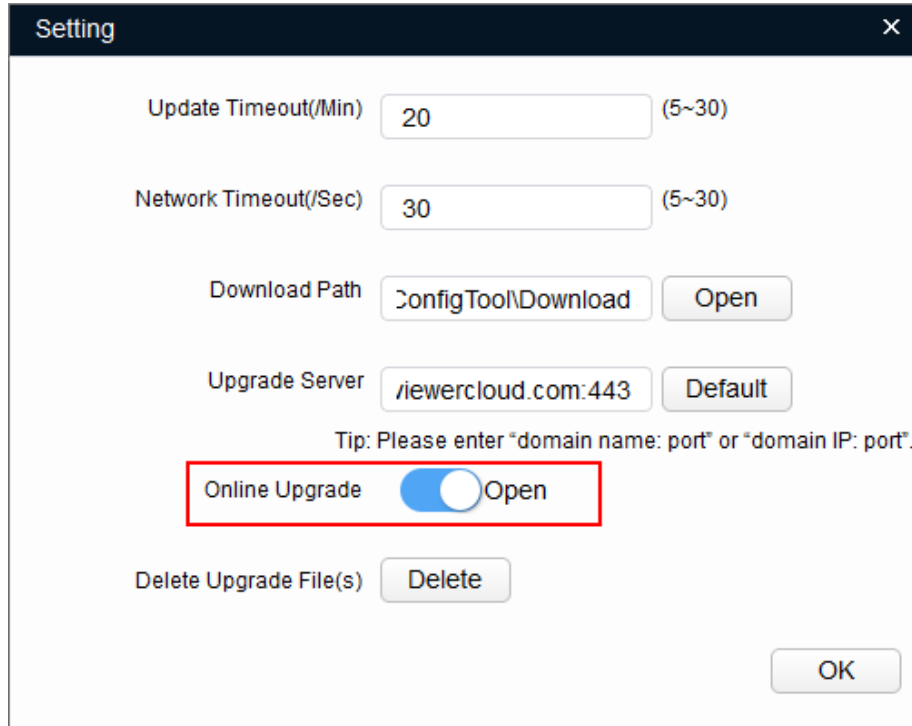 Setting
Update Timeout(/Min) 20 (5~30)
Network Timeout(/Sec) 30 (5~30)
Download Path ConfigTool\Download Open
Upgrade Server viewercloud.com:443 Default
Tip: Please enter “domain name: port” or “domain IP: port”.
Online Upgrade Open
Delete Upgrade File(s) Delete
OK